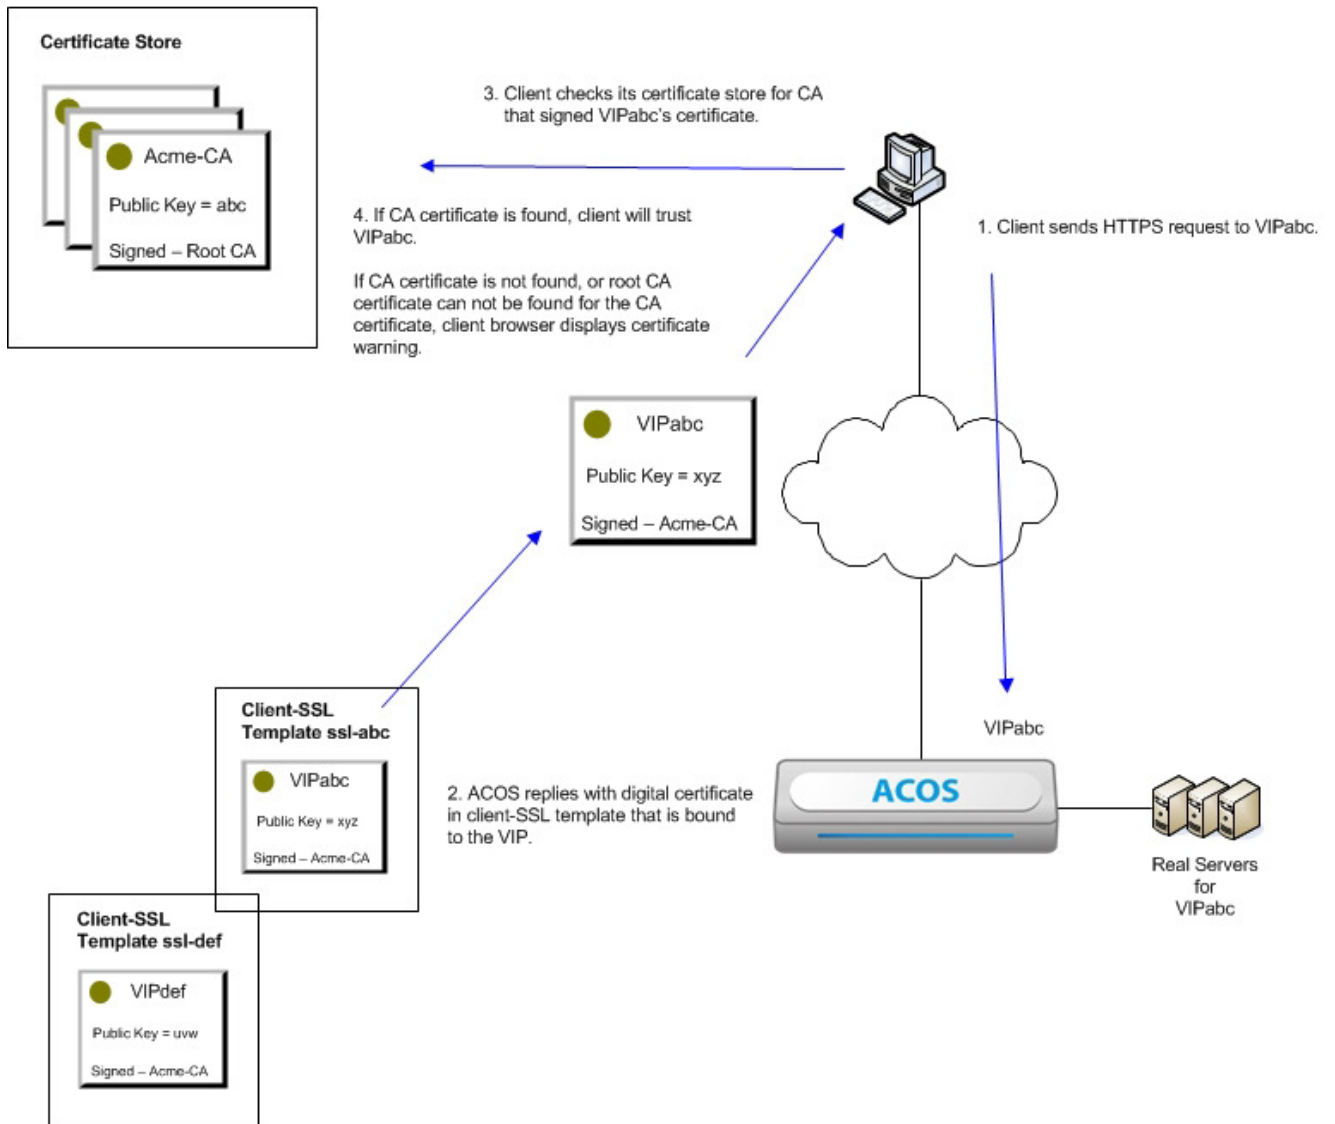 Certificate Store
Acme-CA
Public Key = abc
Signed – Root CA
3. Client checks its certificate store for CA
that signed VIPabc's certificate.
4. If CA certificate is found, client will trust
VIPabc.
If CA certificate is not found, or root CA
certificate can not be found for the CA
certificate, client browser displays certificate
warning.
1. Client sends HTTPS request to VIPabc.
VIPabc
Public Key = xyz
Signed – Acme-CA
Client-SSL
Template ssl-abc
VIPabc
Public Key = xyz
Signed – Acme-CA
2. ACOS replies with digital certificate
in client-SSL template that is bound
to the VIP.
VIPabc
ACOS
Real Servers
for
VIPabc
Client-SSL
Template ssl-def
VIPdef
Public Key = uvw
Signed – Acme-CA